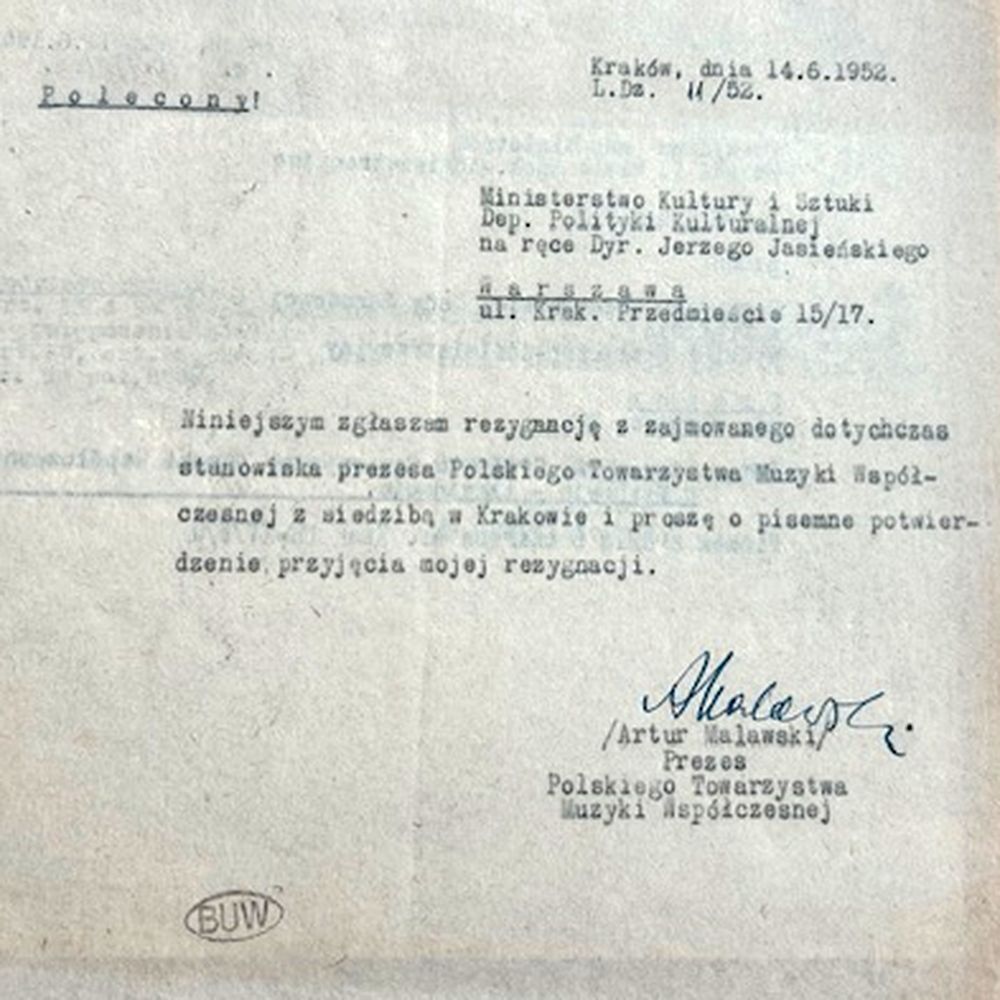 Kraków, dnia 14.6.1952.
P o l e c o n y !
L.Dz. 11/52.
Ministerstwo Kultury i Sztuki
Dep. Polityki Kulturalnej
na ręce Dyr. Jerzego Jasieńskiego
W a r s z a w a
ul. Krak. Przedmieście 15/17.
Niniejszym zgłaszam rezygnację z zajmowanego dotychczas
stanowiska prezesa Polskiego Towarzystwa Muzyki Współ-
czesnej z siedzibą w Krakowie i proszę o pisemne potwier-
dzenie przyjęcia mojej rezygnacji.
AMalawski
/Artur Malawski/
Prezes
Polskiego Towarzystwa
Muzyki Współczesnej
BUW